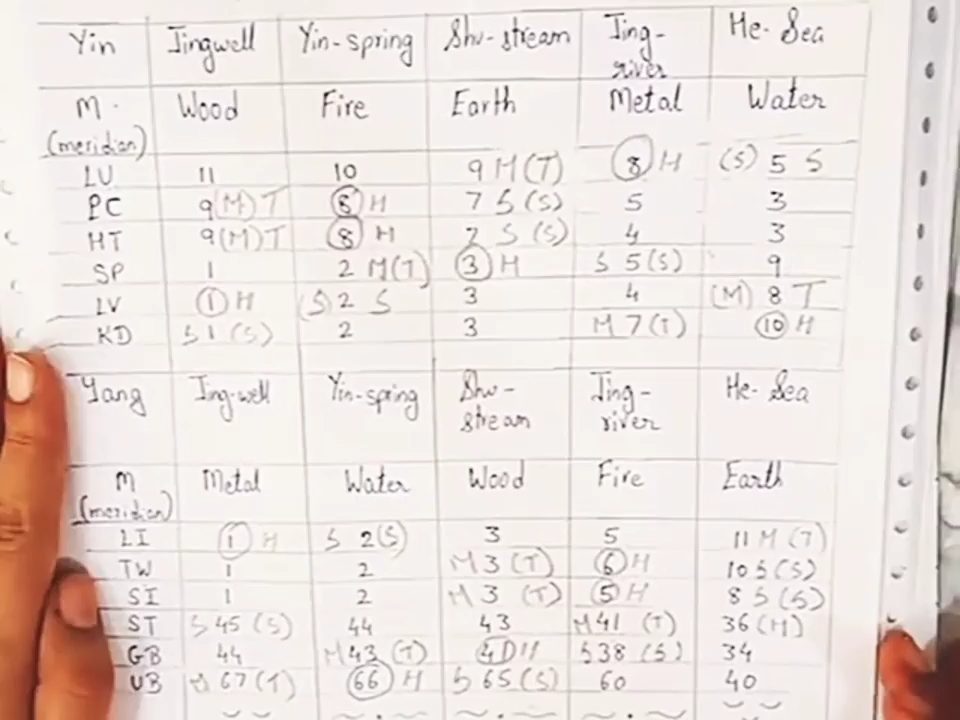 Yin Jingwell Yin-spring Shu-stream Jing-river He-Sea
M. (meridian) Wood Fire Earth Metal Water
LU 11 10 9 M(T) 8 H (S) 5 S
PC 9(M)T 8 H 7 S(S) 5 3
HT 9(M)T 8 H 7 S (S) 4 3
SP 1 2 M(T) 3 H S 5(S) 9
LV 1 H (S) 2 S 3 4 (M) 8 T
KD S 1 (S) 2 3 M 7 (T) 10 H
Yang Jing-well Yin-spring Shu-stream Jing-river He-Sea
M (meridian) Metal Water Wood Fire Earth
LI 1 H S 2(S) 3 5 11 M (T)
TW 1 2 M 3 (T) 6 H 10 S(S)
SI 1 2 M 3 (T) 5 H 8 S(S)
ST S 45 (S) 44 43 M 41 (T) 36 (H)
GB 44 M 43 (T) H S 38 (S) 34
UB M 67 (T) 66 H S 65 (S) 60 40